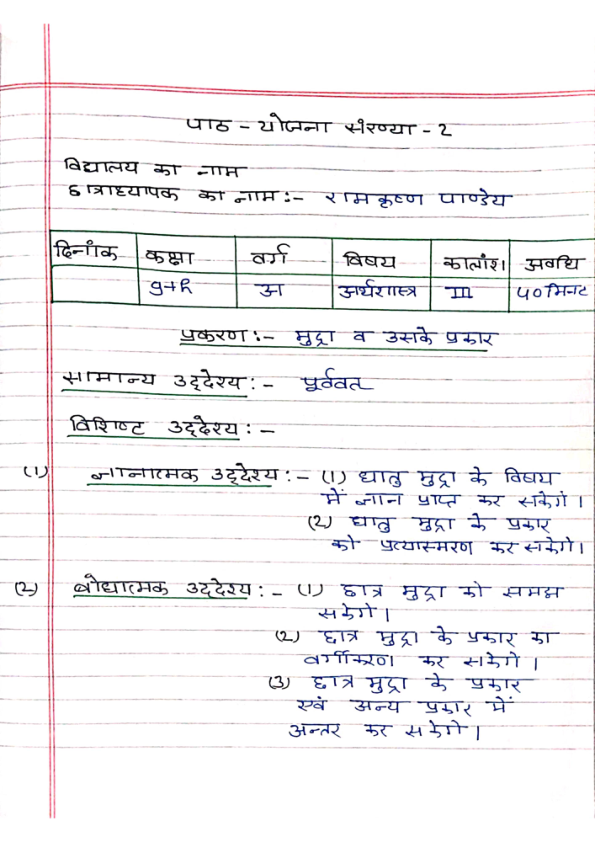 पाठ - योजना संख्या - 2
विद्यालय का नाम
छात्राध्यापक का नाम :- रामकृष्ण पाण्डेय
दिनांक कक्षा वर्ग विषय कालांश अवधि
9th अ अर्थशास्त्र III 40 मिनट
प्रकरण :- मुद्रा व उसके प्रकार
सामान्य उद्देश्य :- पूर्ववत
विशिष्ट उद्देश्य :-
(1) ज्ञानात्मक उद्देश्य :- (1) धातु मुद्रा के विषय
में ज्ञान प्राप्त कर सकेगें ।
(2) धातु मुद्रा के प्रकार
को प्रत्यास्मरण कर सकेगें ।
(2) बोधात्मक उद्देश्य :- (1) छात्र मुद्रा को समझ
सकेगे ।
(2) छात्र मुद्रा के प्रकार का
वर्गीकरण कर सकेगे ।
(3) छात्र मुद्रा के प्रकार
एवं अन्य प्रकार में
अन्तर कर सकेगे ।